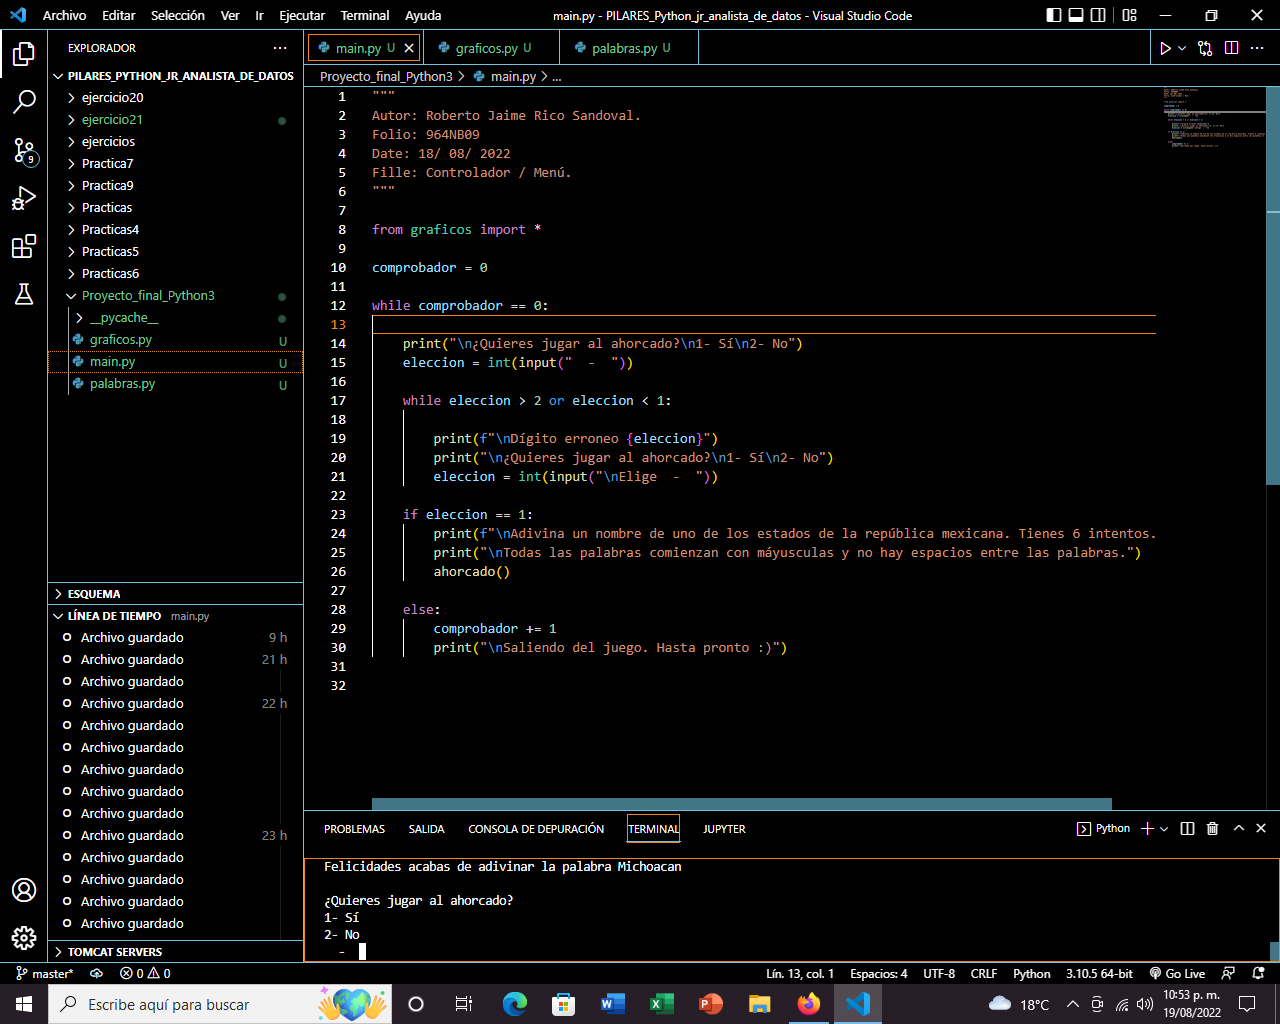 Archivo Editar Selección Ver Ir Ejecutar Terminal Ayuda
main.py - PILARES_Python_jr_analista_de_datos - Visual Studio Code
EXPLORADOR
PILARES_PYTHON_JR_ANALISTA_DE_DATOS
ejercicio20
ejercicio21
ejercicios
Practica7
Practica9
Practicas
Practicas4
Practicas5
Practicas6
Proyecto_final_Python3
__pycache__
graficos.py U
main.py U
palabras.py U
ESQUEMA
LÍNEA DE TIEMPO main.py
Archivo guardado 9 h
Archivo guardado 21 h
Archivo guardado
Archivo guardado 22 h
Archivo guardado
Archivo guardado
Archivo guardado
Archivo guardado
Archivo guardado
Archivo guardado 23 h
Archivo guardado
Archivo guardado
Archivo guardado
Archivo guardado
TOMCAT SERVERS
9
main.py U graficos.py U palabras.py U
Proyecto_final_Python3 > main.py > ...
1 """
2 Autor: Roberto Jaime Rico Sandoval.
3 Folio: 964NB09
4 Date: 18/ 08/ 2022
5 Fille: Controlador / Menú.
6 """
7
8 from graficos import *
9
10 comprobador = 0
11
12 while comprobador == 0:
13
14 print("\n¿Quieres jugar al ahorcado?\n1- Sí\n2- No")
15 eleccion = int(input("  -  "))
16
17 while eleccion > 2 or eleccion < 1:
18
19 print(f"\nDígito erroneo {eleccion}")
20 print("\n¿Quieres jugar al ahorcado?\n1- Sí\n2- No")
21 eleccion = int(input("\nElige  -  "))
22
23 if eleccion == 1:
24 print(f"\nAdivina un nombre de uno de los estados de la república mexicana. Tienes 6 intentos.
25 print("\nTodas las palabras comienzan con máyusculas y no hay espacios entre las palabras.")
26 ahorcado()
27
28 else:
29 comprobador += 1
30 print("\nSaliendo del juego. Hasta pronto :)")
31
32
PROBLEMAS SALIDA CONSOLA DE DEPURACIÓN TERMINAL JUPYTER
Python
Felicidades acabas de adivinar la palabra Michoacan
¿Quieres jugar al ahorcado?
1- Sí
2- No
-
master* 0 0 Lín. 13, col. 1 Espacios: 4 UTF-8 CRLF Python 3.10.5 64-bit Go Live
Escribe aquí para buscar
18°C
10:53 p. m.
19/08/2022